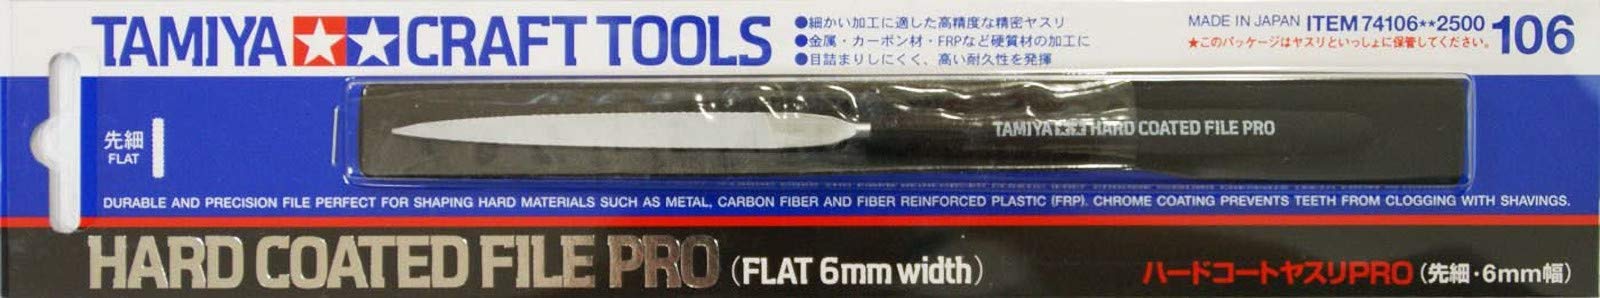 TAMIYA CRAFT TOOLS
●細かい加工に適した高精度な精密ヤスリ
●金属・カーボン材・FRPなど硬質材の加工に
●目詰まりしにくく、高い耐久性を発揮
MADE IN JAPAN ITEM 74106**2500
★このパッケージはヤスリといっしょに保管してください。
106
先細
FLAT
TAMIYA HARD COATED FILE PRO
DURABLE AND PRECISION FILE PERFECT FOR SHAPING HARD MATERIALS SUCH AS METAL, CARBON FIBER AND FIBER REINFORCED PLASTIC (FRP). CHROME COATING PREVENTS TEETH FROM CLOGGING WITH SHAVINGS.
HARD COATED FILE PRO (FLAT 6mm width)
ハードコートヤスリPRO (先細・6mm幅)